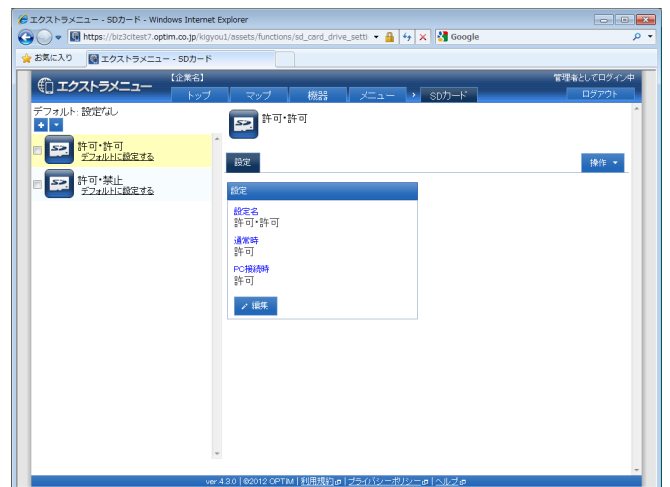 エクストラメニュー - SDカード - Windows Internet Explorer
https://biz3citest7.optim.co.jp/kigyou1/assets/functions/sd_card_drive_setti
Google
お気に入り
エクストラメニュー - SDカード
エクストラメニュー
【企業名】
管理者としてログイン中
トップ
マップ
機器
メニュー
SDカード
ログアウト
デフォルト: 設定なし
許可・許可
デフォルトに設定する
許可・禁止
デフォルトに設定する
許可・許可
設定
操作
設定
設定名
許可・許可
通常時
許可
PC接続時
許可
編集
ver.4.3.0 | ©2012 OPTiM | 利用規約 | プライバシーポリシー | ヘルプ